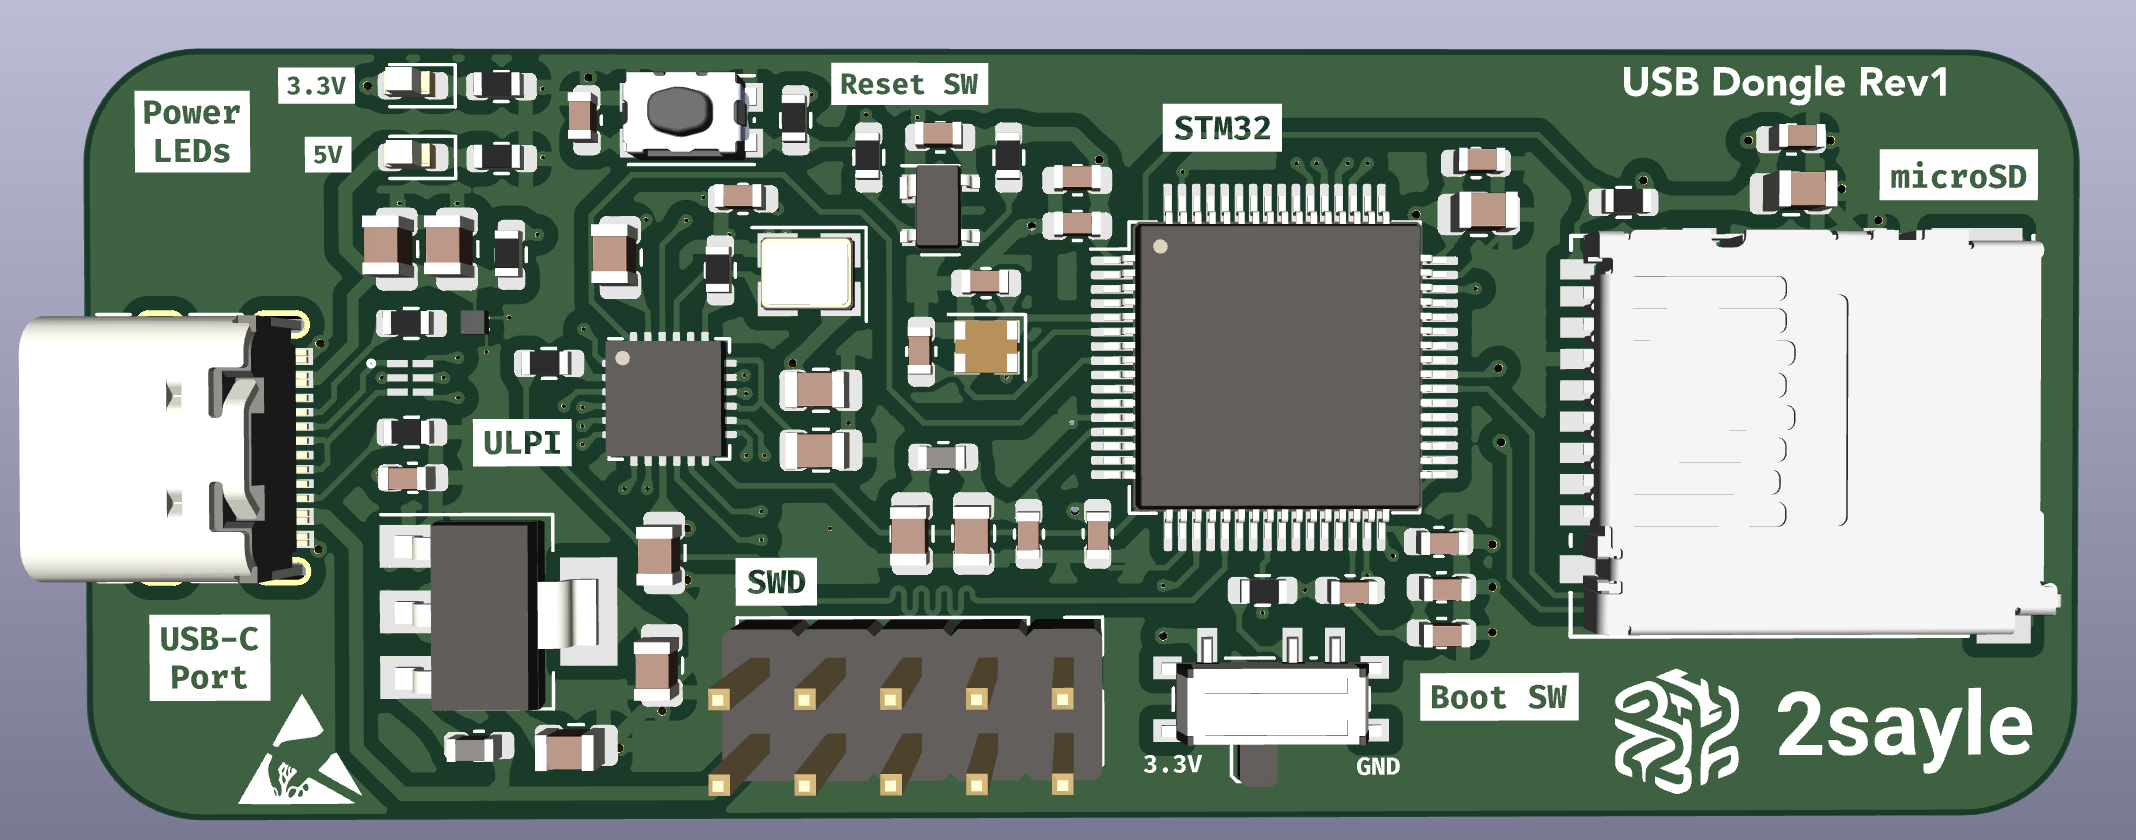 3.3V
Power
LEDs
5V
Reset SW
USB Dongle Rev1
STM32
microSD
ULPI
SWD
USB-C
Port
Boot SW
3.3V
GND
2sayle